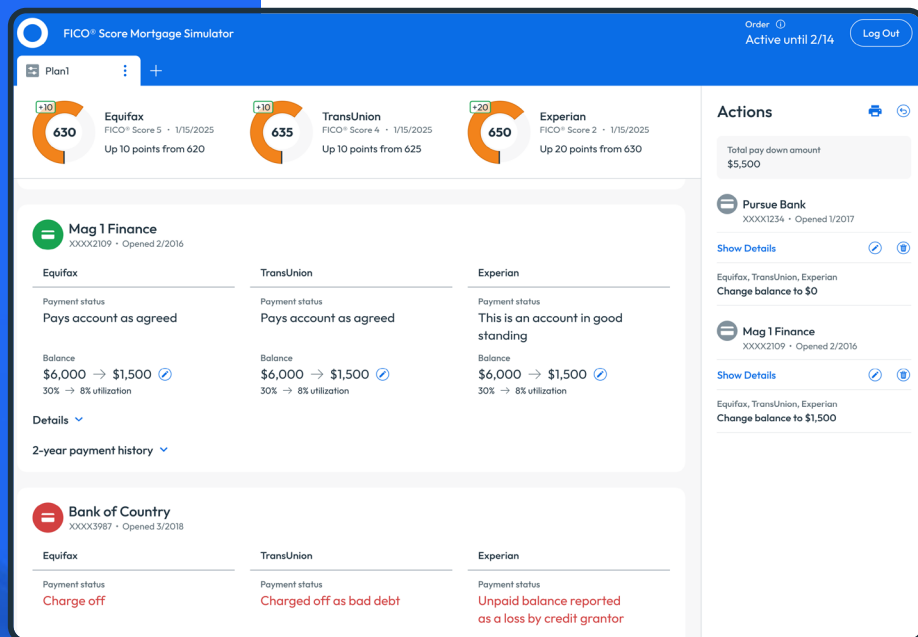 FICO® Score Mortgage Simulator
Order
Active until 2/14
Log Out
Plan1
+10
630
Equifax
FICO® Score 5 • 1/15/2025
Up 10 points from 620
+10
635
TransUnion
FICO® Score 4 • 1/15/2025
Up 10 points from 625
+20
650
Experian
FICO® Score 2 • 1/15/2025
Up 20 points from 630
Mag 1 Finance
XXXX2109 • Opened 2/2016
Equifax
TransUnion
Experian
Payment status
Pays account as agreed
Payment status
Pays account as agreed
Payment status
This is an account in good
standing
Balance
$6,000 → $1,500
30% → 8% utilization
Balance
$6,000 → $1,500
30% → 8% utilization
Balance
$6,000 → $1,500
30% → 8% utilization
Details
2-year payment history
Bank of Country
XXXX3987 • Opened 3/2018
Equifax
TransUnion
Experian
Payment status
Charge off
Payment status
Charged off as bad debt
Payment status
Unpaid balance reported
as a loss by credit grantor
Actions
Total pay down amount
$5,500
Pursue Bank
XXXX1234 • Opened 1/2017
Show Details
Equifax, TransUnion, Experian
Change balance to $0
Mag 1 Finance
XXXX2109 • Opened 2/2016
Show Details
Equifax, TransUnion, Experian
Change balance to $1,500